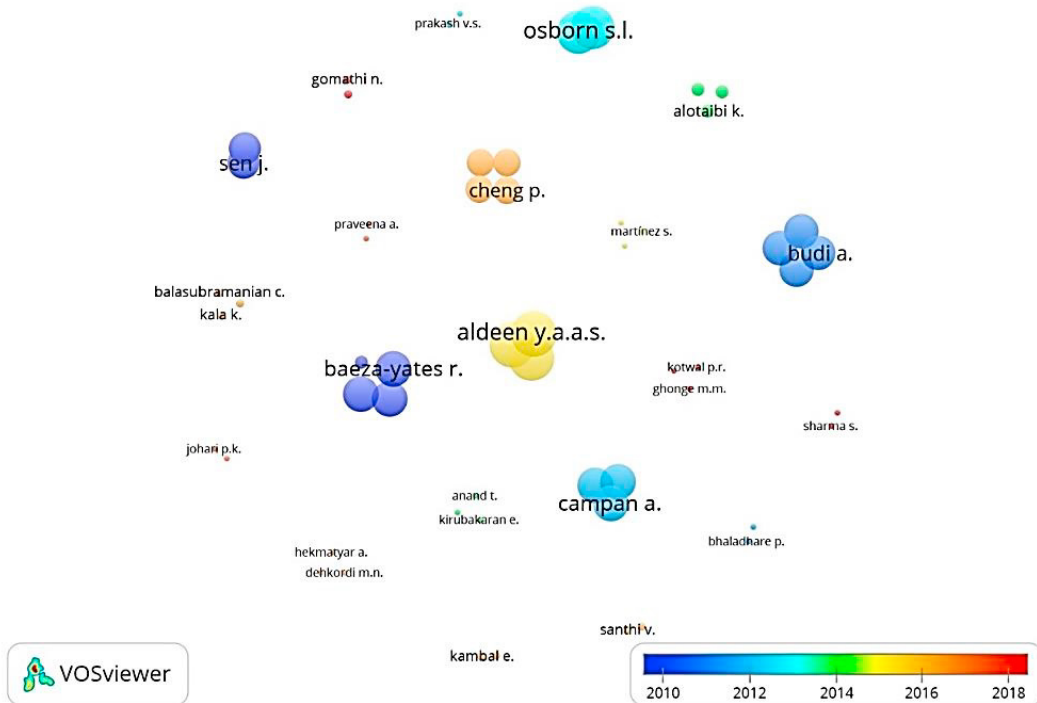 prakash v.s.
osborn s.l.
gomathi n.
alotaibi k.
sen j.
cheng p.
praveena a.
martínez s.
budi a.
balasubramanian c.
kala k.
aldeen y.a.a.s.
baeza-yates r.
kotwal p.r.
ghonge m.m.
sharma s.
johari p.k.
anand t.
campan a.
kirubakaran e.
bhaladhare p.
hekmatyar a.
dehkordi m.n.
santhi v.
kambal e.
VOSviewer
2010 2012 2014 2016 2018